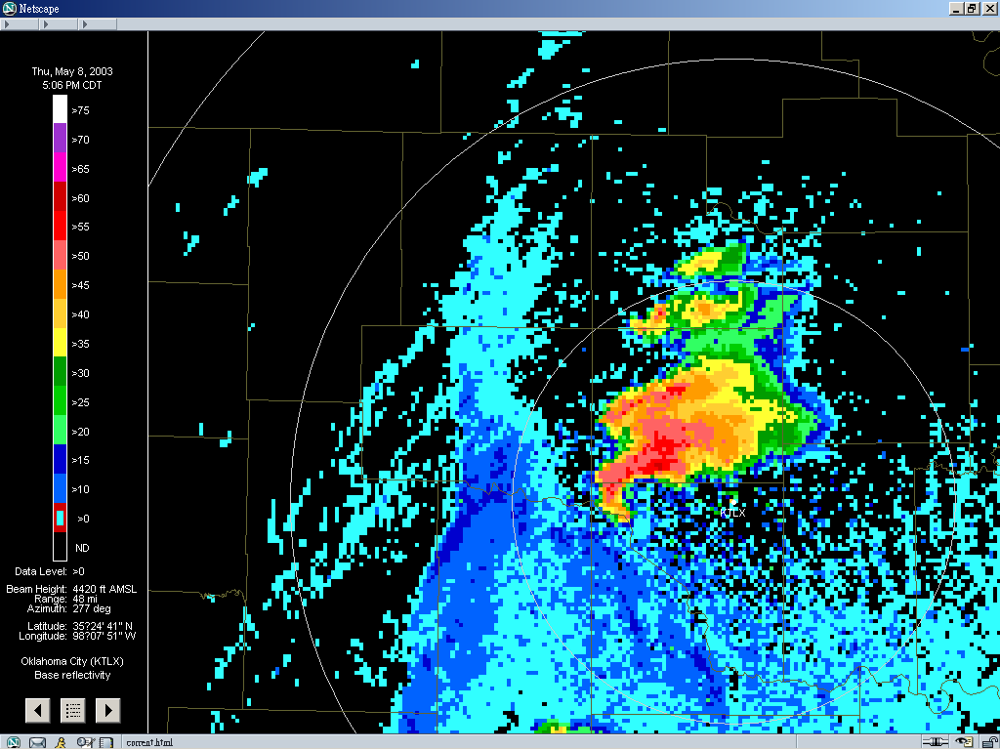 Netscape
Thu, May 8, 2003
5:06 PM CDT
>75
>70
>65
>60
>55
>50
>45
>40
>35
>30
>25
>20
>15
>10
>0
ND
Data Level: >0
Beam Height: 4420 ft AMSL
Range: 48 mi
Azimuth: 277 deg
Latitude: 35?24' 41" N
Longitude: 98?07' 51" W
Oklahoma City (KTLX)
Base reflectivity
KTLX
current.html